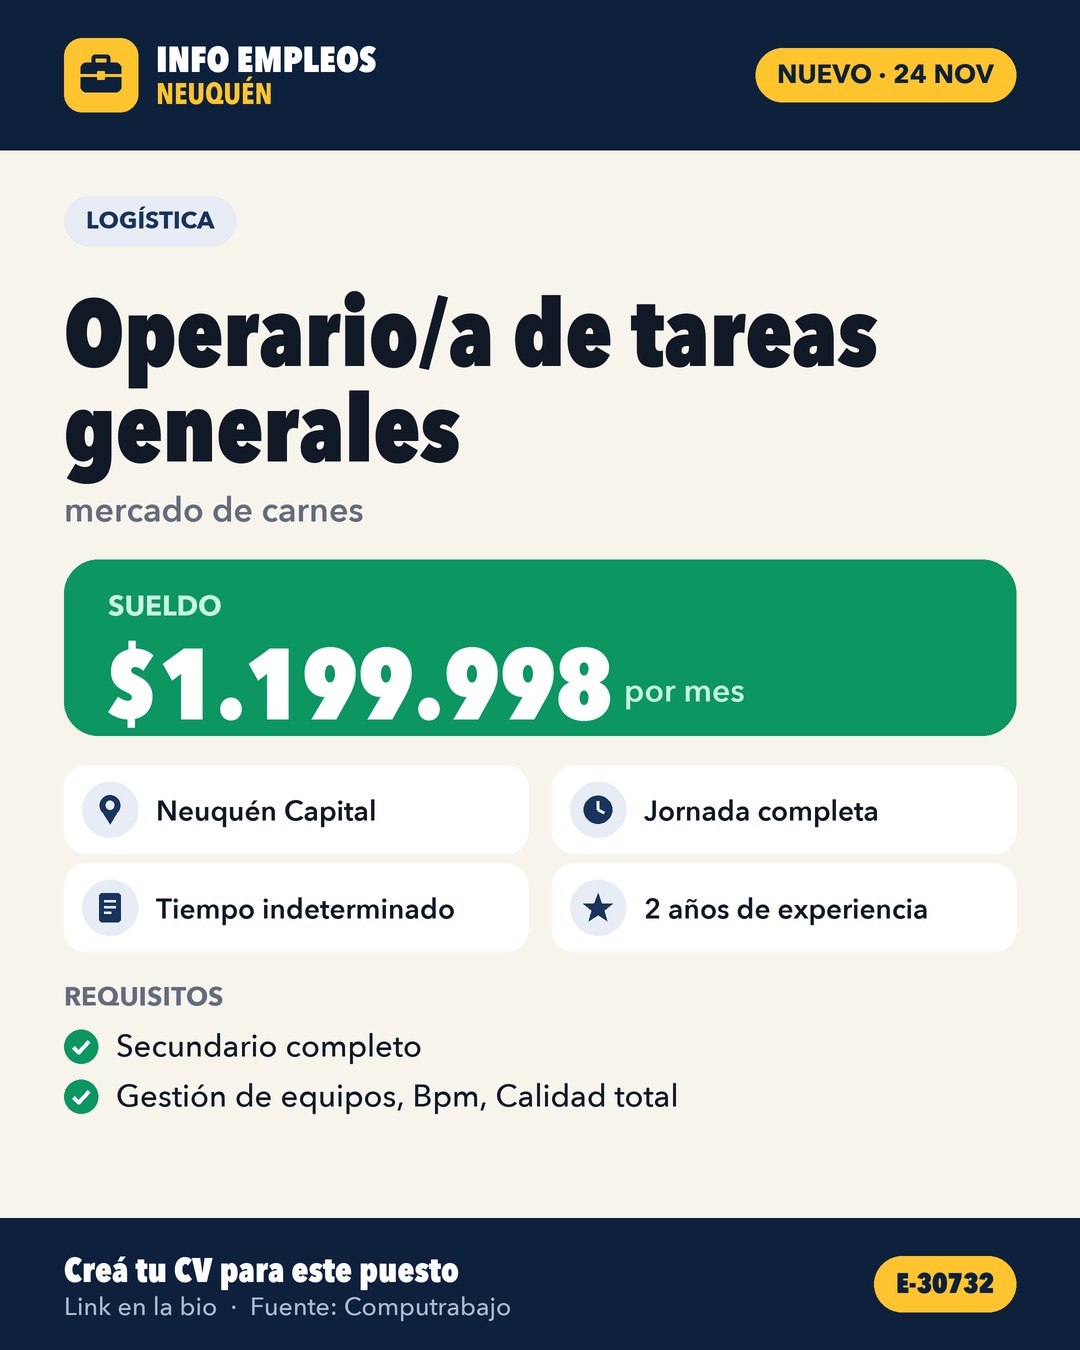 INFO EMPLEOS
NEUQUÉN
NUEVO · 24 NOV
LOGÍSTICA
Operario/a de tareas
generales
mercado de carnes
SUELDO
$1.199.998 por mes
Neuquén Capital
Jornada completa
Tiempo indeterminado
2 años de experiencia
REQUISITOS
Secundario completo
Gestión de equipos, Bpm, Calidad total
Creá tu CV para este puesto
Link en la bio · Fuente: Computrabajo
E-30732